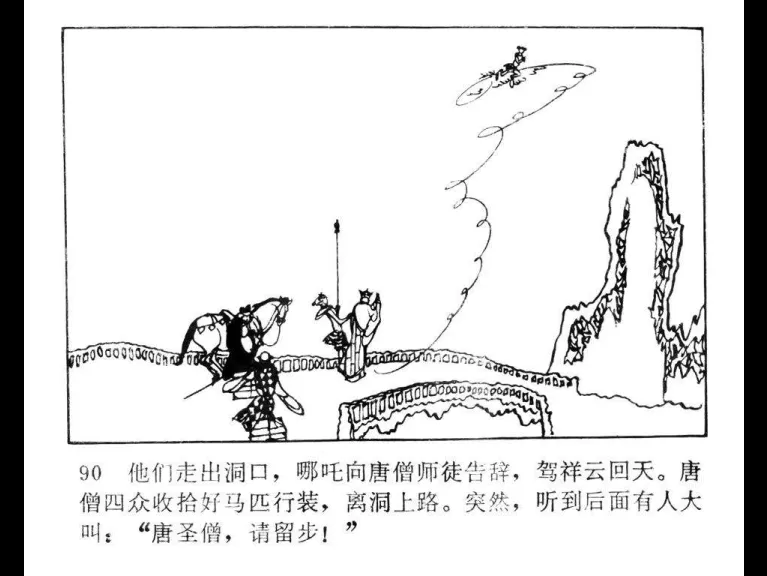 90 他们走出洞口，哪吒向唐僧师徒告辞，驾祥云回天。唐
僧四众收拾好马匹行装，离洞上路。突然，听到后面有人大
叫：“唐圣僧，请留步！”